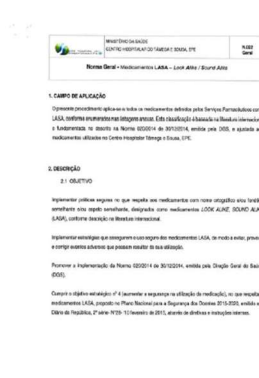 MINISTÉRIO DA SAÚDE
CENTRO HOSPITALAR DO TÂMEGA E SOUSA, EPE
Geral
Norma Geral - Medicamentos LASA – Look Alike / Sound Alike
1. CAMPO DE APLICAÇÃO
O presente procedimento aplica-se a todos os medicamentos definidos pelos Serviços Farmacêuticos com
LASA, conforme enumerados nas listagens anexas. Esta classificação é baseada na literatura internacion
e fundamentada no descrito na Norma 020/2014 de 30/12/2014, emitida pela DGS, e ajustada a
medicamentos utilizados no Centro Hospitalar Tâmega e Sousa, EPE.
2. DESCRIÇÃO
2.1 OBJETIVO
Implementar práticas seguras no que respeita aos medicamentos com nome ortográfico e/ou fonéti
semelhante e/ou aspeto semelhante, designados como medicamentos LOOK ALIKE, SOUND ALI
(LASA), conforme descrição na literatura internacional.
Implementar estratégias que assegurem o uso seguro dos medicamentos LASA, de modo a evitar, preve
e corrigir eventos adversos que possam resultar da sua utilização.
Promover a implementação da Norma 020/2014 de 30/12/2014, emitida pela Direção Geral da Saúd
(DGS).
Cumprir o objetivo estratégico nº 4 (aumentar a segurança na utilização da medicação), no que respeita
medicamentos LASA, proposto no Plano Nacional para a Segurança dos Doentes 2015-2020, emitido e
Diário da República, 2ª série- Nº28- 10 fevereiro de 2015, através de diretivas e instruções internas.